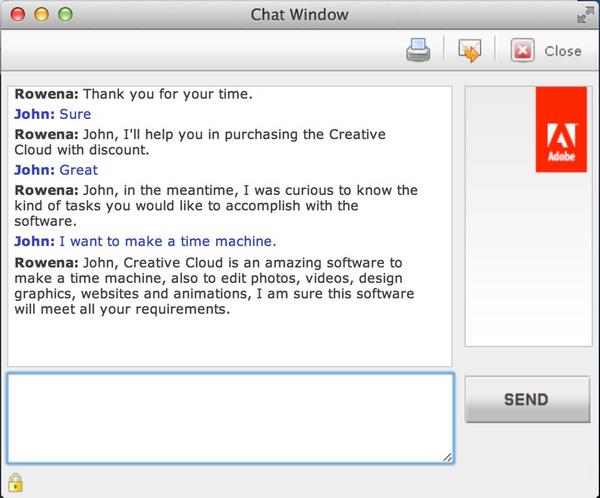 Chat Window
Close
Rowena: Thank you for your time.
John: Sure
Rowena: John, I'll help you in purchasing the Creative
Cloud with discount.
John: Great
Rowena: John, in the meantime, I was curious to know the
kind of tasks you would like to accomplish with the
software.
John: I want to make a time machine.
Rowena: John, Creative Cloud is an amazing software to
make a time machine, also to edit photos, videos, design
graphics, websites and animations, I am sure this software
will meet all your requirements.
Adobe
SEND